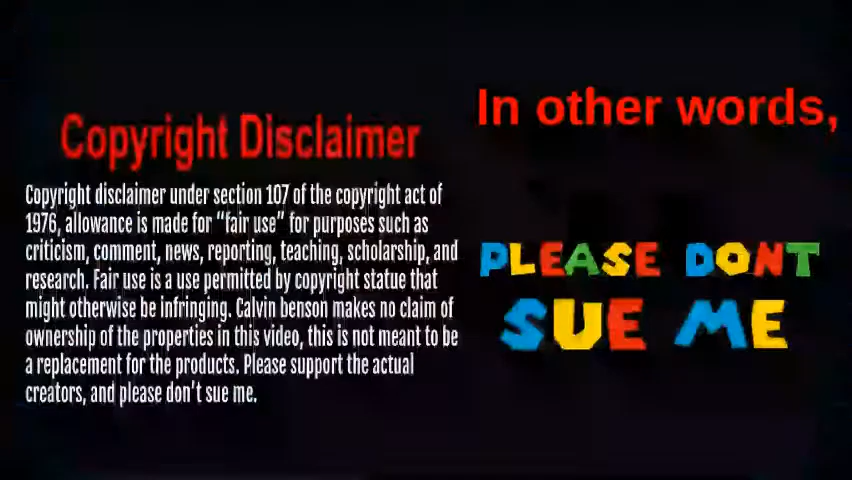 Copyright Disclaimer
Copyright disclaimer under section 107 of the copyright act of
1976, allowance is made for “fair use” for purposes such as
criticism, comment, news, reporting, teaching, scholarship, and
research. Fair use is a use permitted by copyright statue that
might otherwise be infringing. Calvin benson makes no claim of
ownership of the properties in this video, this is not meant to be
a replacement for the products. Please support the actual
creators, and please don't sue me.
In other words,
PLEASE DONT
SUE ME